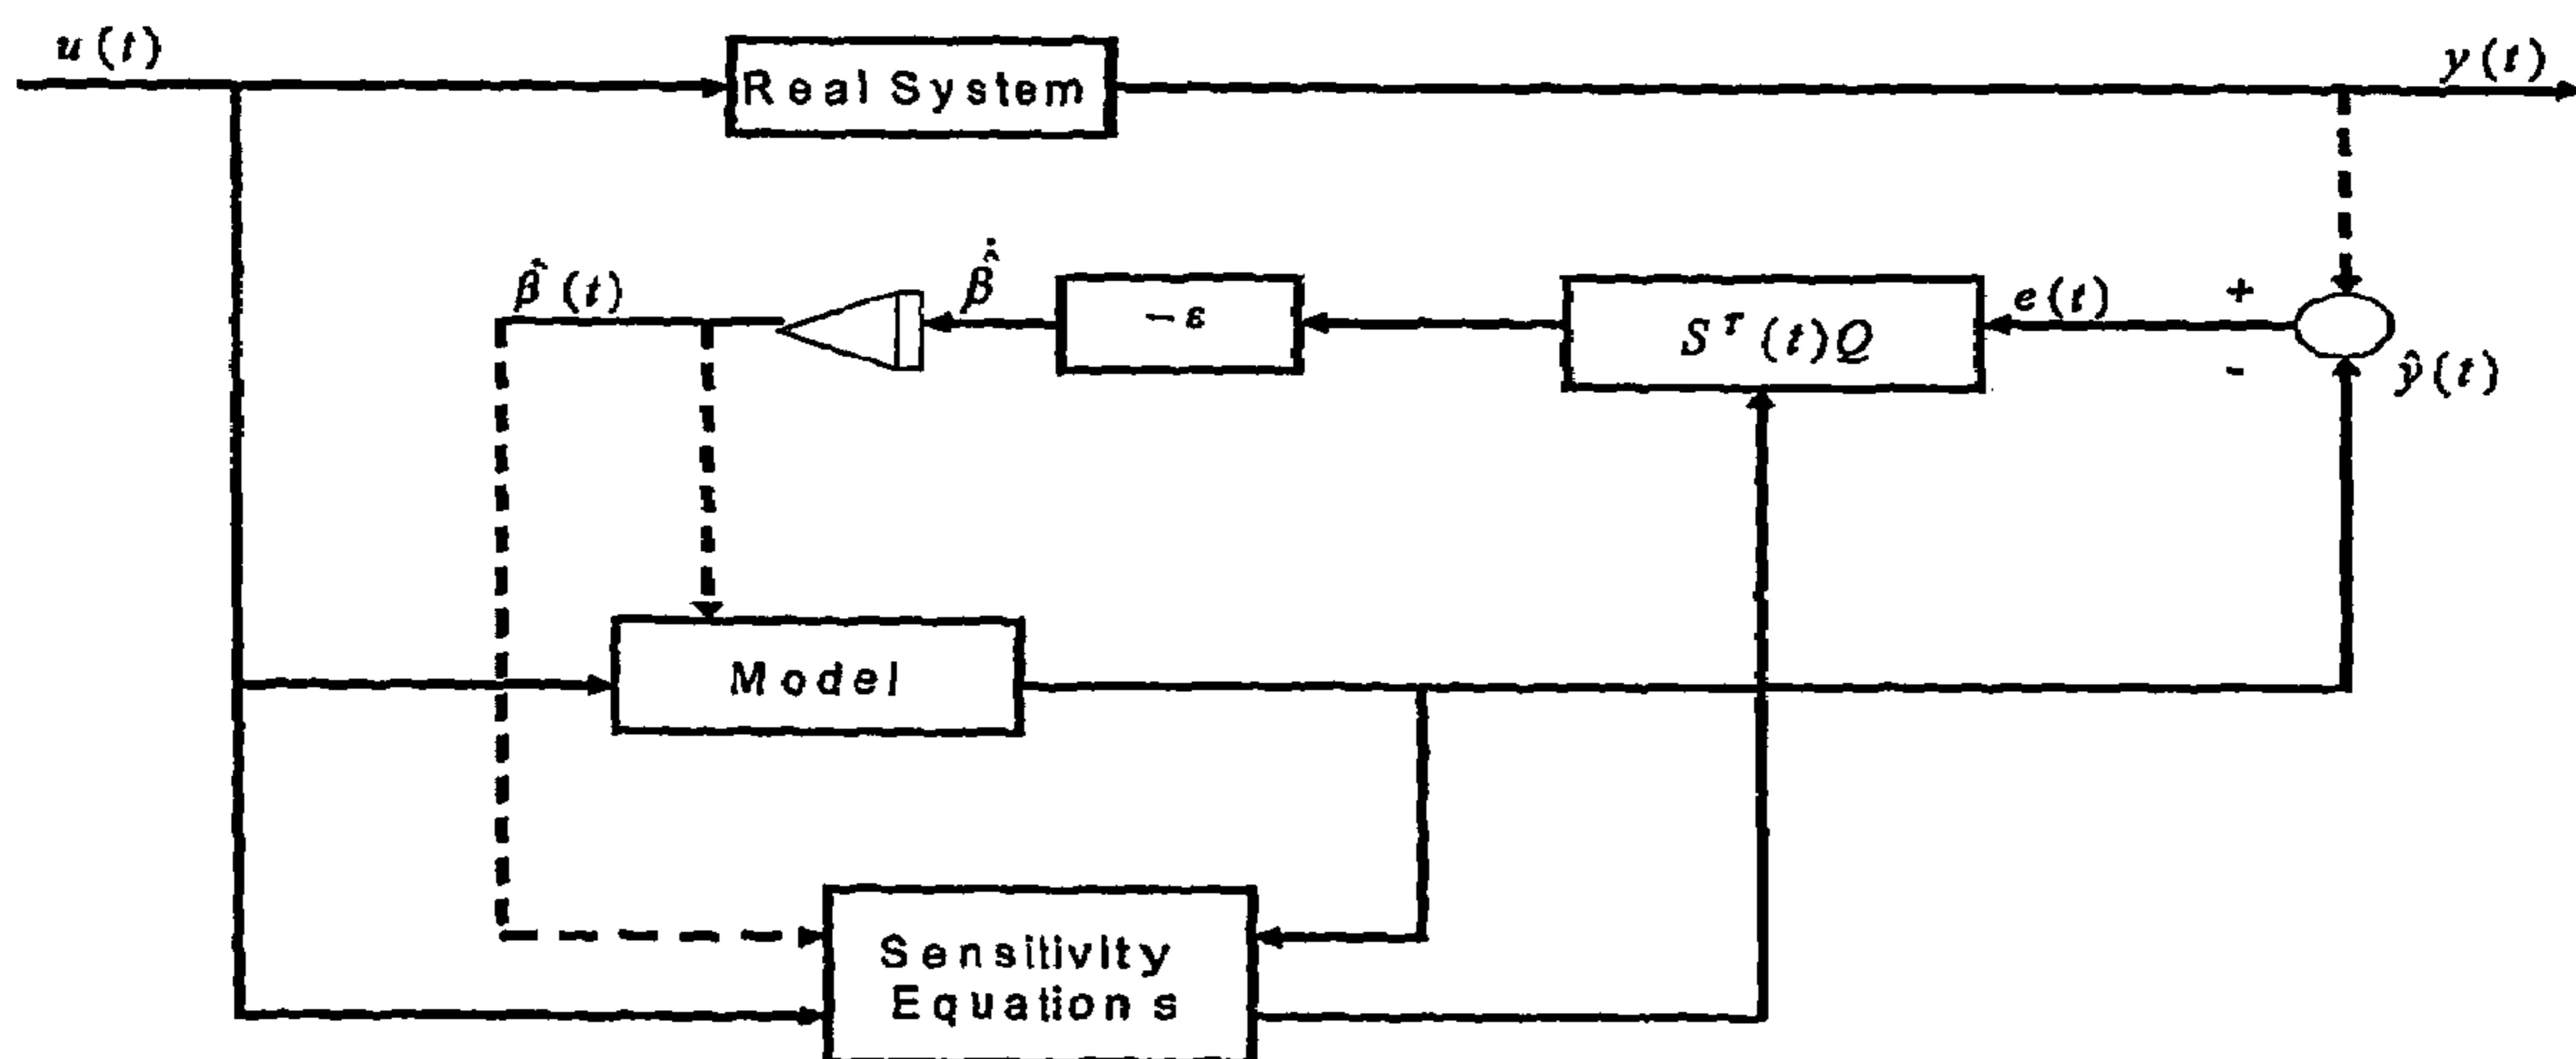 u(t)
Real System
y(t)
β̂(t)
β̂̇
-ε
S^T(t)Q
e(t)
+
-
ŷ(t)
Model
Sensitivity
Equations